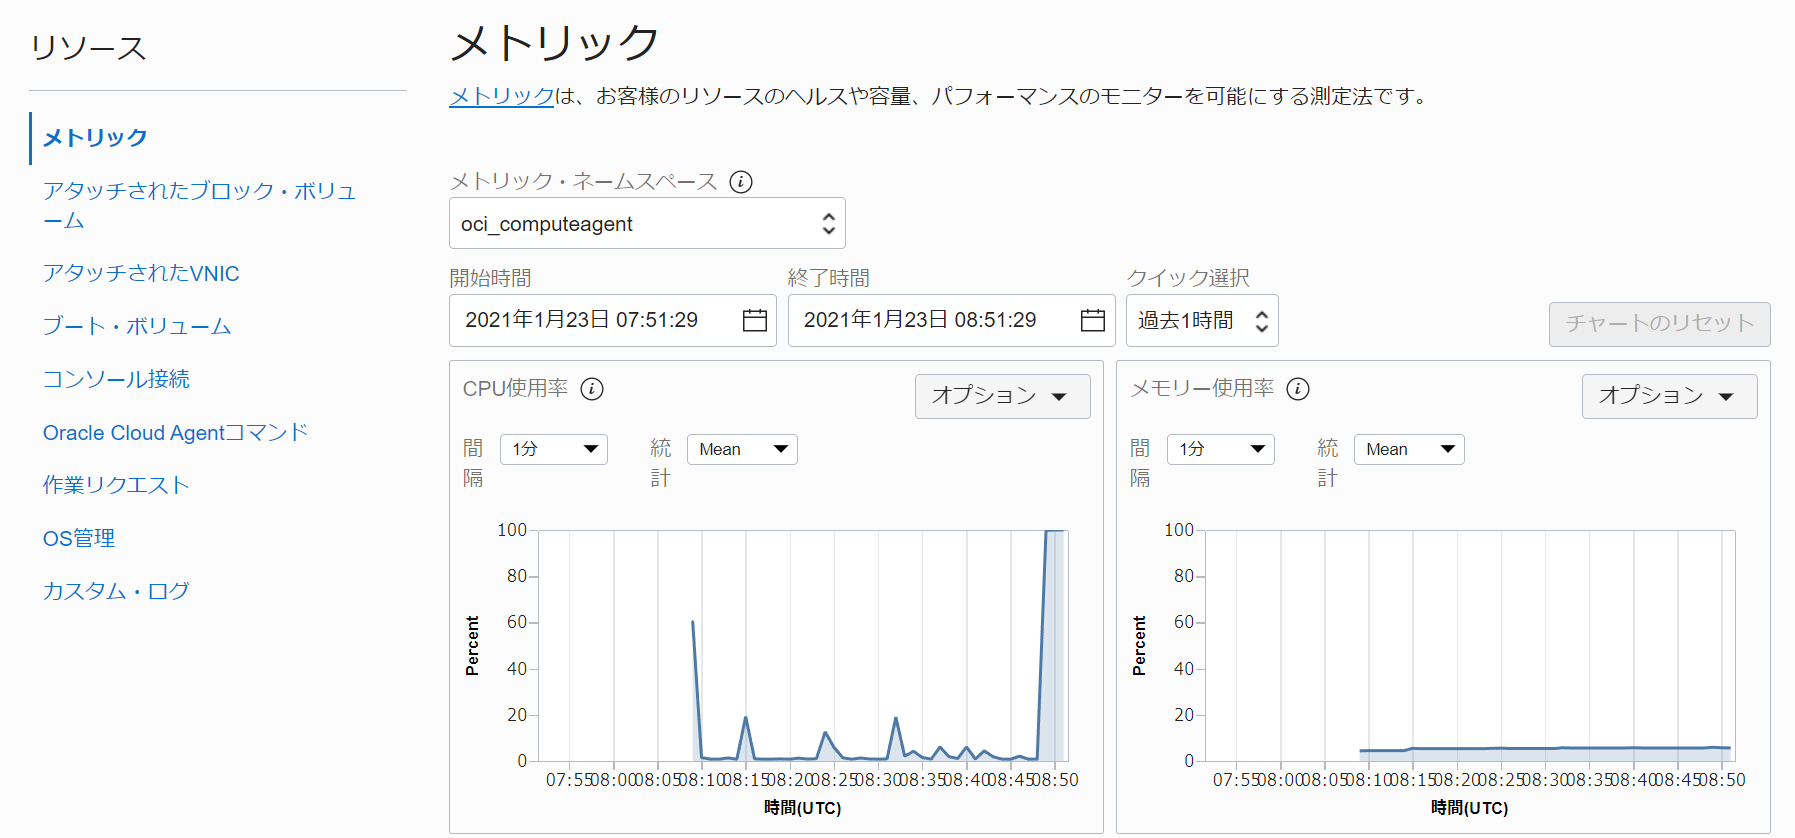 リソース
メトリック
アタッチされたブロック・ボリュ
ーム
アタッチされたVNIC
ブート・ボリューム
コンソール接続
Oracle Cloud Agentコマンド
作業リクエスト
OS管理
カスタム・ログ
メトリック
メトリックは、お客様のリソースのヘルスや容量、パフォーマンスのモニターを可能にする測定法です。
メトリック・ネームスペース i
oci_computeagent
開始時間 終了時間 クイック選択
2021年1月23日 07:51:29 2021年1月23日 08:51:29 過去1時間 チャートのリセット
CPU使用率 i オプション
間隔 1分 統計 Mean
100
80
60
40
20
0
Percent
07:55 08:00 08:05 08:10 08:15 08:20 08:25 08:30 08:35 08:40 08:45 08:50
時間(UTC)
メモリー使用率 i オプション
間隔 1分 統計 Mean
100
80
60
40
20
0
Percent
07:55 08:00 08:05 08:10 08:15 08:20 08:25 08:30 08:35 08:40 08:45 08:50
時間(UTC)